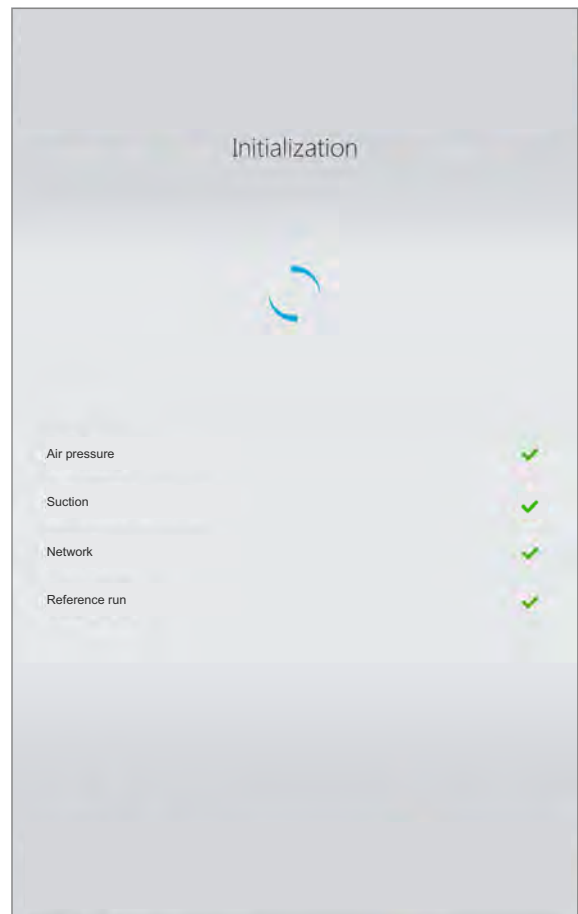 Initialization
Air pressure
Suction
Network
Reference run